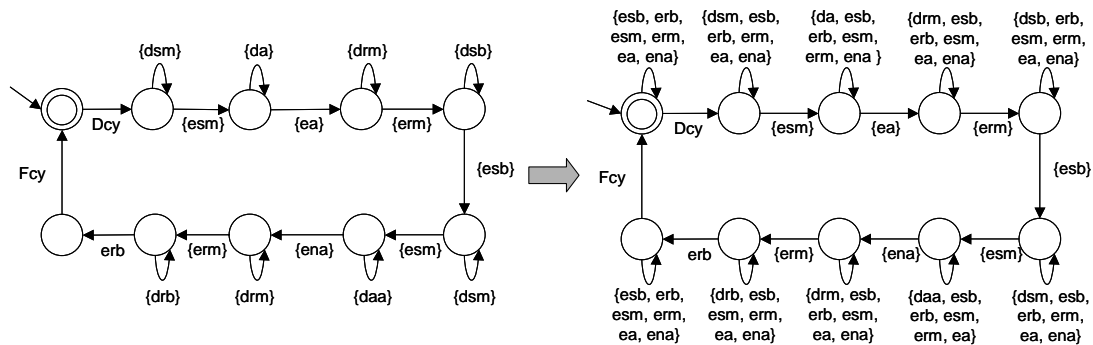 {dsm}
{da}
{drm}
{dsb}
Dcy
{esm}
{ea}
{erm}
Fcy
{esb}
erb
{erm}
{ena}
{esm}
{drb}
{drm}
{daa}
{dsm}
{esb, erb,
esm, erm,
ea, ena}
{dsm, esb,
erb, erm,
ea, ena}
{da, esb,
erb, esm,
erm, ena }
{drm, esb,
erb, esm,
ea, ena}
{dsb, erb,
esm, erm,
ea, ena}
Dcy
{esm}
{ea}
{erm}
Fcy
{esb}
erb
{erm}
{ena}
{esm}
{esb, erb,
esm, erm,
ea, ena}
{drb, esb,
esm, erm,
ea, ena}
{drm, esb,
erb, esm,
ea, ena}
{daa, esb,
erb, esm,
erm, ea}
{dsm, esb,
erb, erm,
ea, ena}